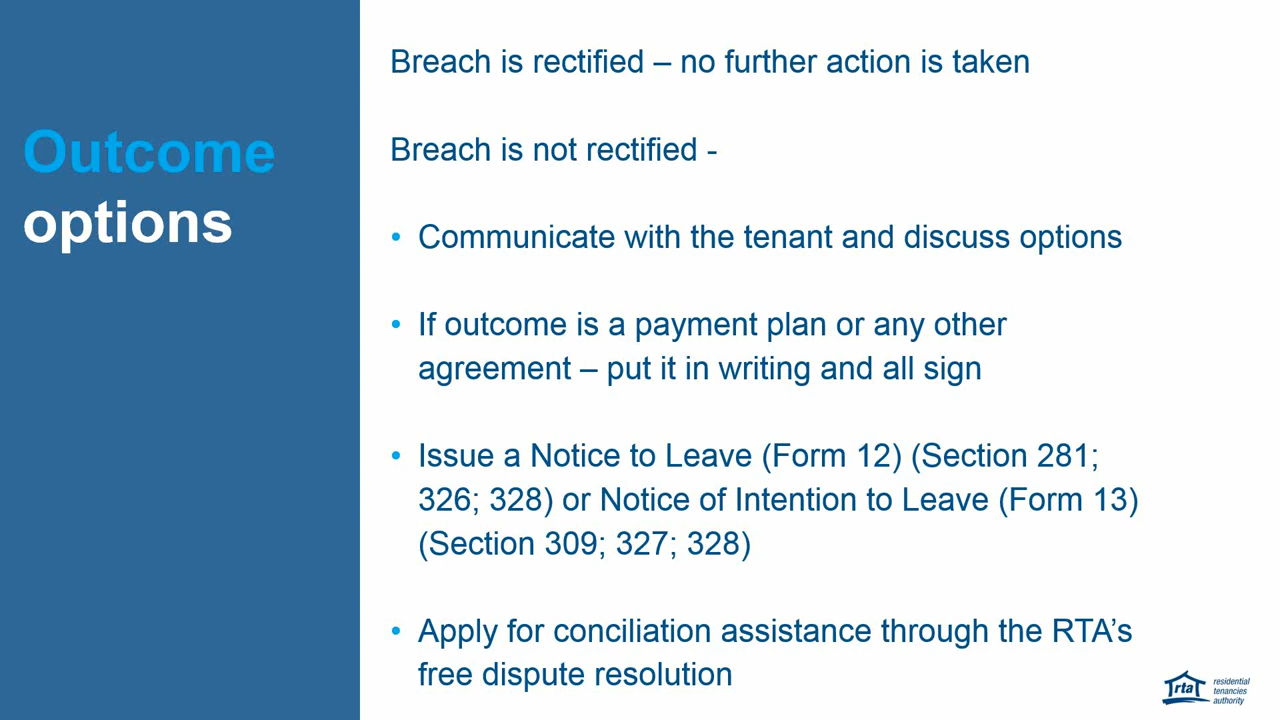 Outcome
options
Breach is rectified – no further action is taken
Breach is not rectified -
• Communicate with the tenant and discuss options
• If outcome is a payment plan or any other
agreement – put it in writing and all sign
• Issue a Notice to Leave (Form 12) (Section 281;
326; 328) or Notice of Intention to Leave (Form 13)
(Section 309; 327; 328)
• Apply for conciliation assistance through the RTA’s
free dispute resolution
rta
residential
tenancies
authority